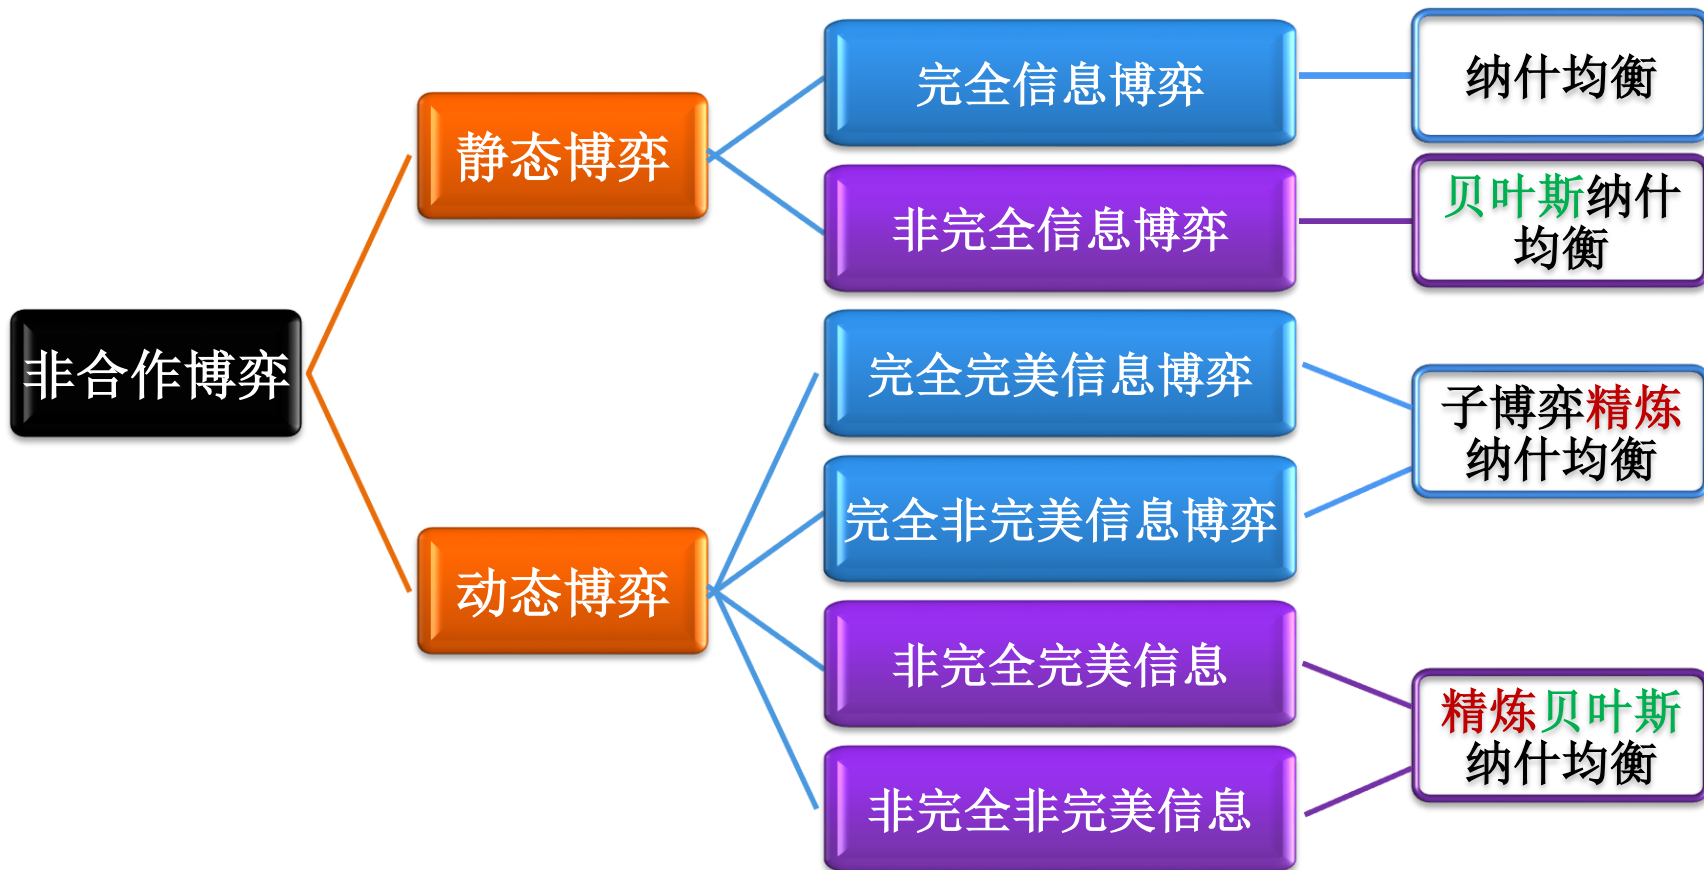 非合作博弈
静态博弈
动态博弈
完全信息博弈
非完全信息博弈
完全完美信息博弈
完全非完美信息博弈
非完全完美信息
非完全非完美信息
纳什均衡
贝叶斯纳什
均衡
子博弈精炼
纳什均衡
精炼贝叶斯
纳什均衡